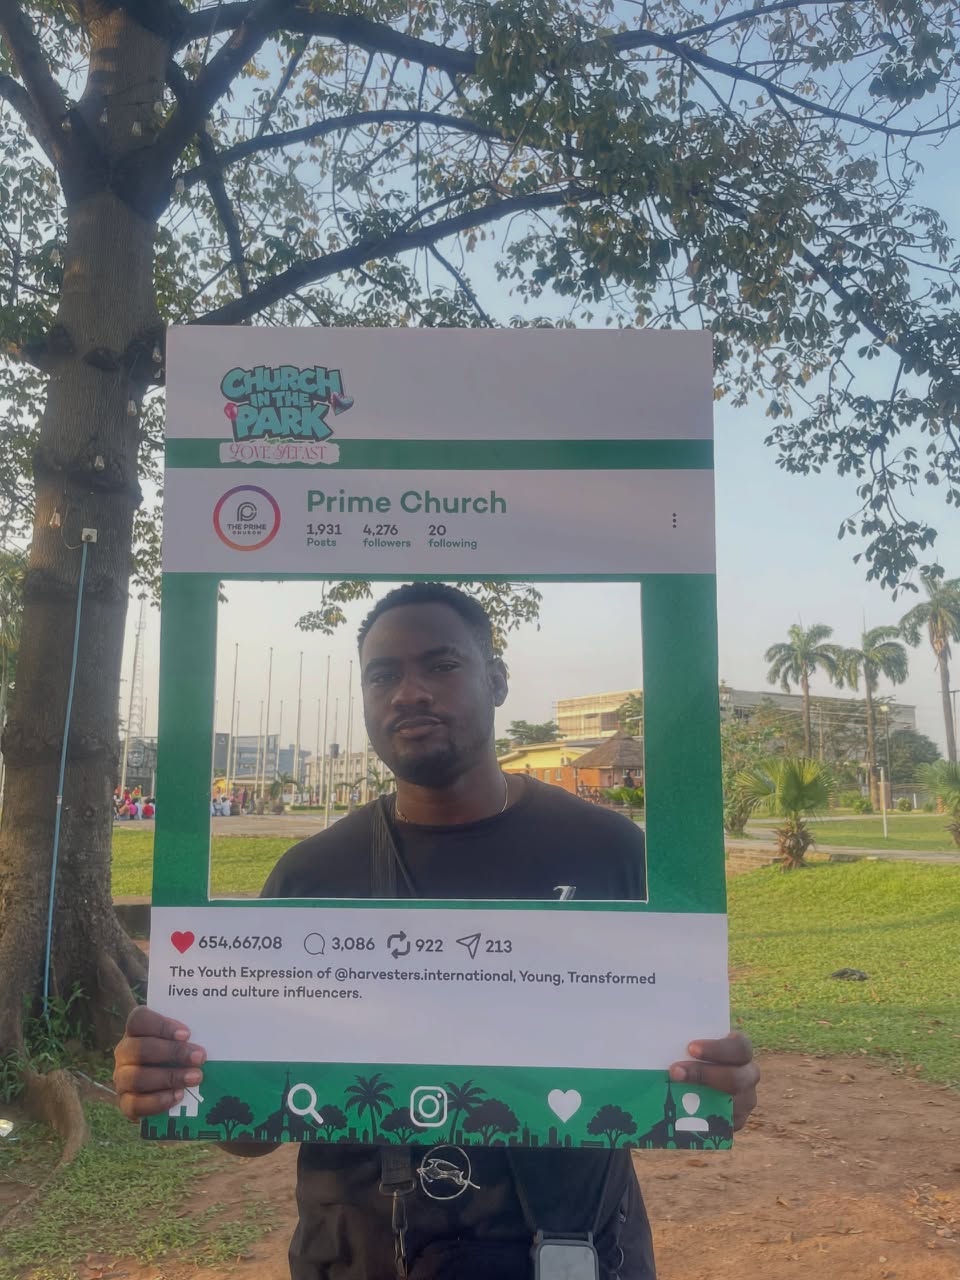 CHURCH
IN THE
PARK
LOVE FEAST
THE PRIME
CHURCH
Prime Church
1,931 4,276 20
Posts followers following
654,667,08 3,086 922 213
The Youth Expression of @harvesters.international, Young, Transformed
lives and culture influencers.